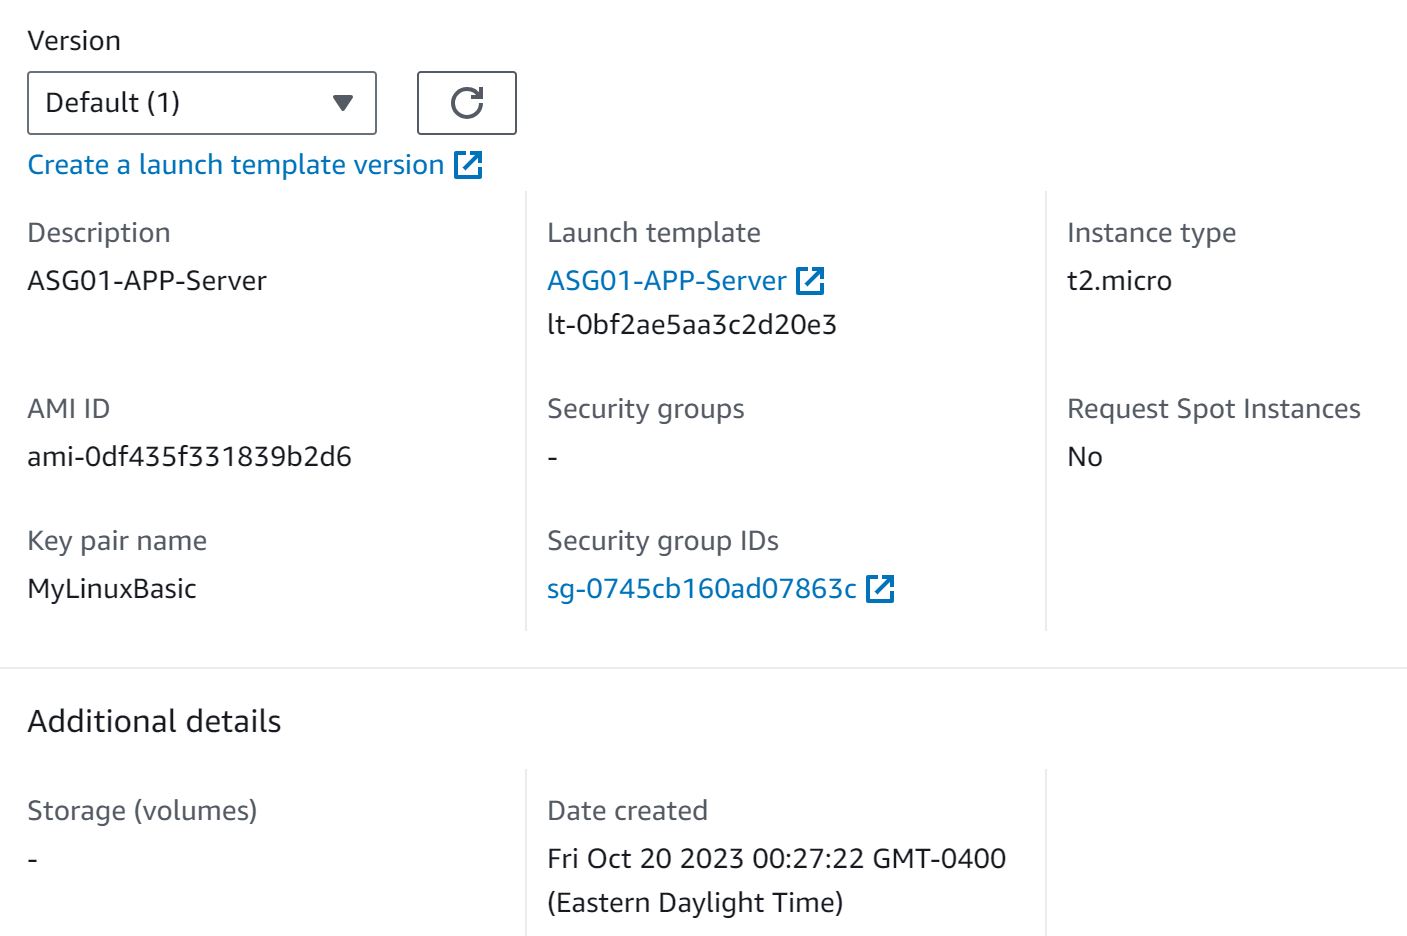 Version
Default (1)
Create a launch template version
Description
ASG01-APP-Server
Launch template
ASG01-APP-Server
lt-0bf2ae5aa3c2d20e3
Instance type
t2.micro
AMI ID
ami-0df435f331839b2d6
Security groups
-
Request Spot Instances
No
Key pair name
MyLinuxBasic
Security group IDs
sg-0745cb160ad07863c
Additional details
Storage (volumes)
-
Date created
Fri Oct 20 2023 00:27:22 GMT-0400
(Eastern Daylight Time)